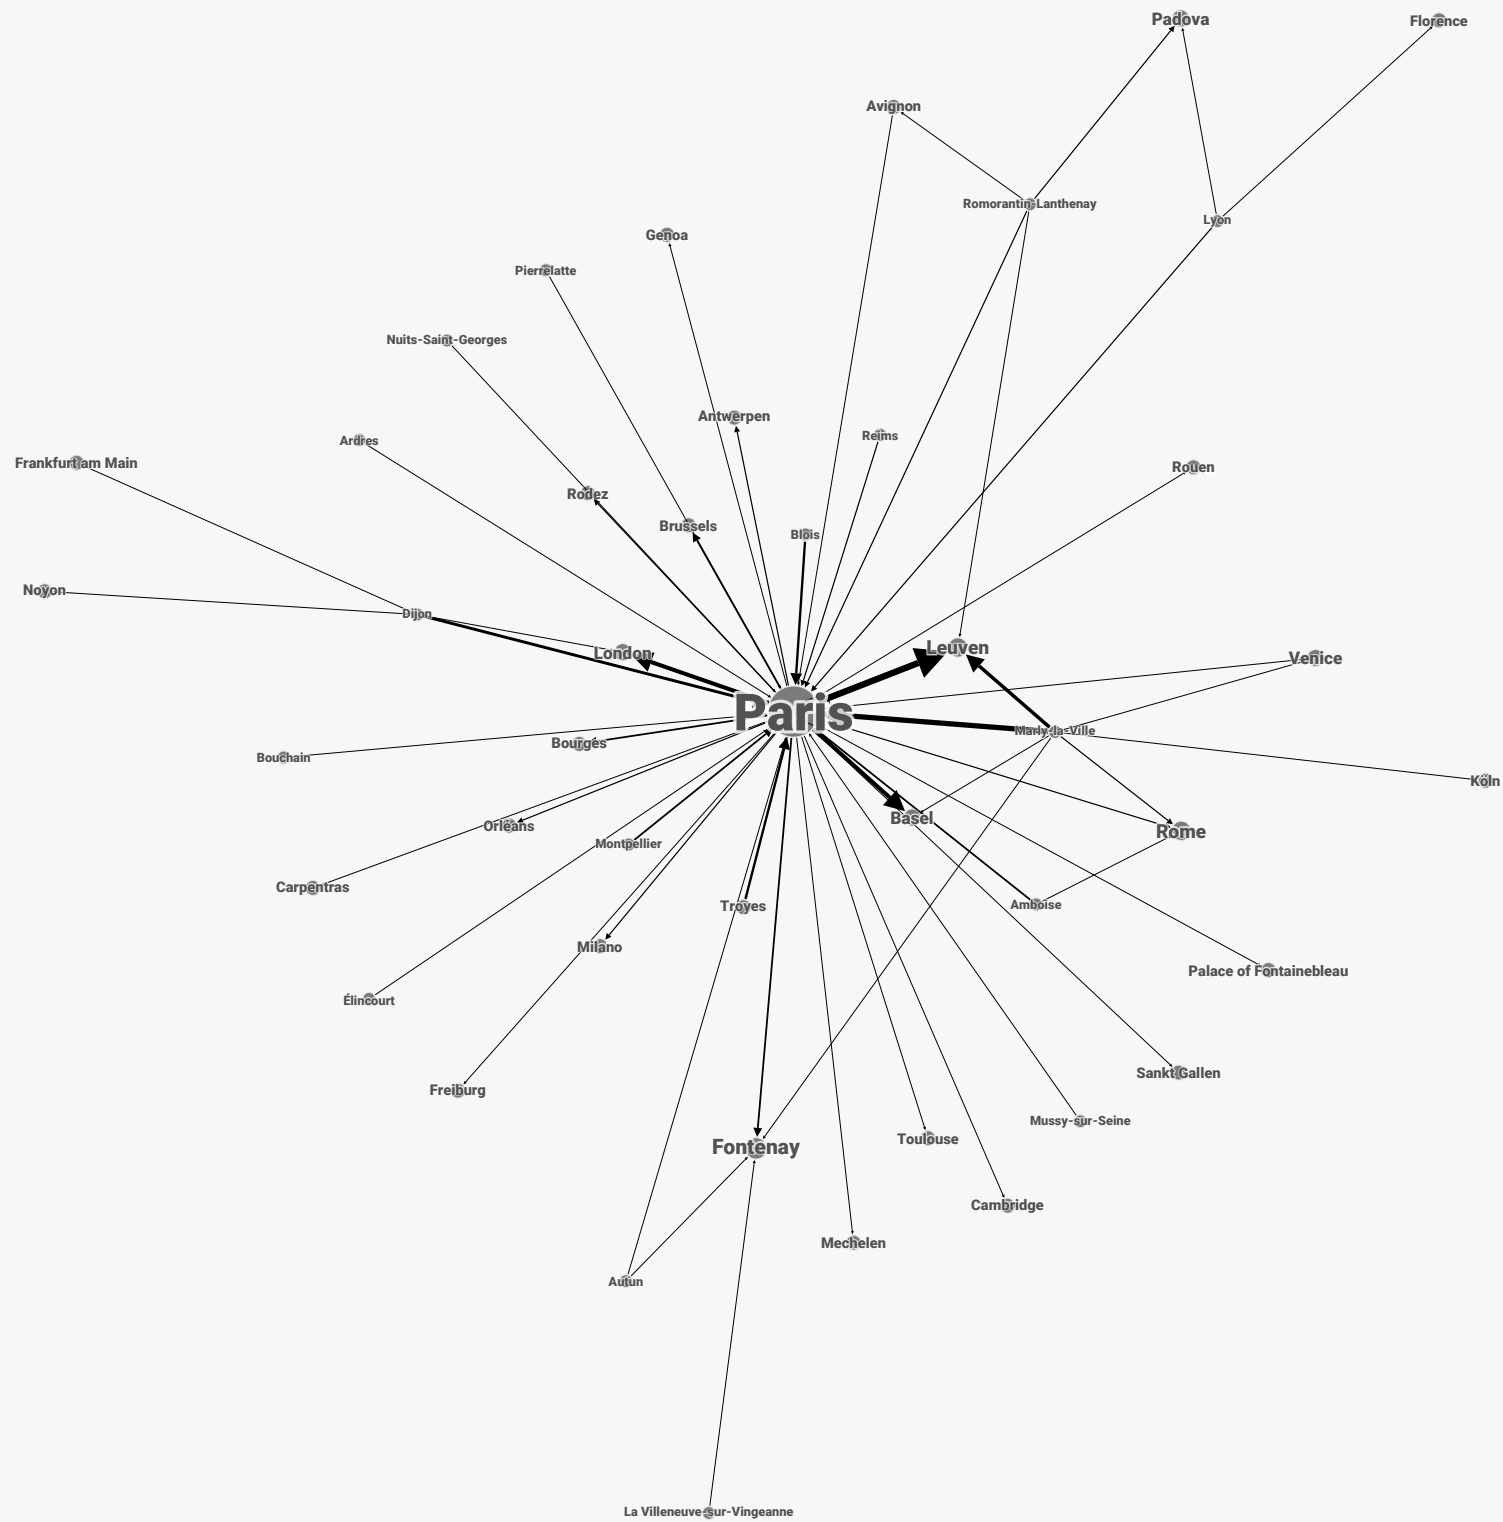 Padova
Florence
Avignon
Romorantin-Lanthenay
Lyon
Genoa
Pierrelatte
Nuits-Saint-Georges
Antwerpen
Reims
Ardres
Frankfurt am Main
Rouen
Rodez
Brussels
Blois
Noyon
Dijon
London
Leuven
Venice
Paris
Marly-la-Ville
Bourges
Bouchain
Köln
Basel
Orléans
Rome
Montpellier
Carpentras
Troyes
Amboise
Milano
Palace of Fontainebleau
Élincourt
Sankt Gallen
Freiburg
Mussy-sur-Seine
Toulouse
Fontenay
Cambridge
Mechelen
Autun
La Villeneuve-sur-Vingeanne